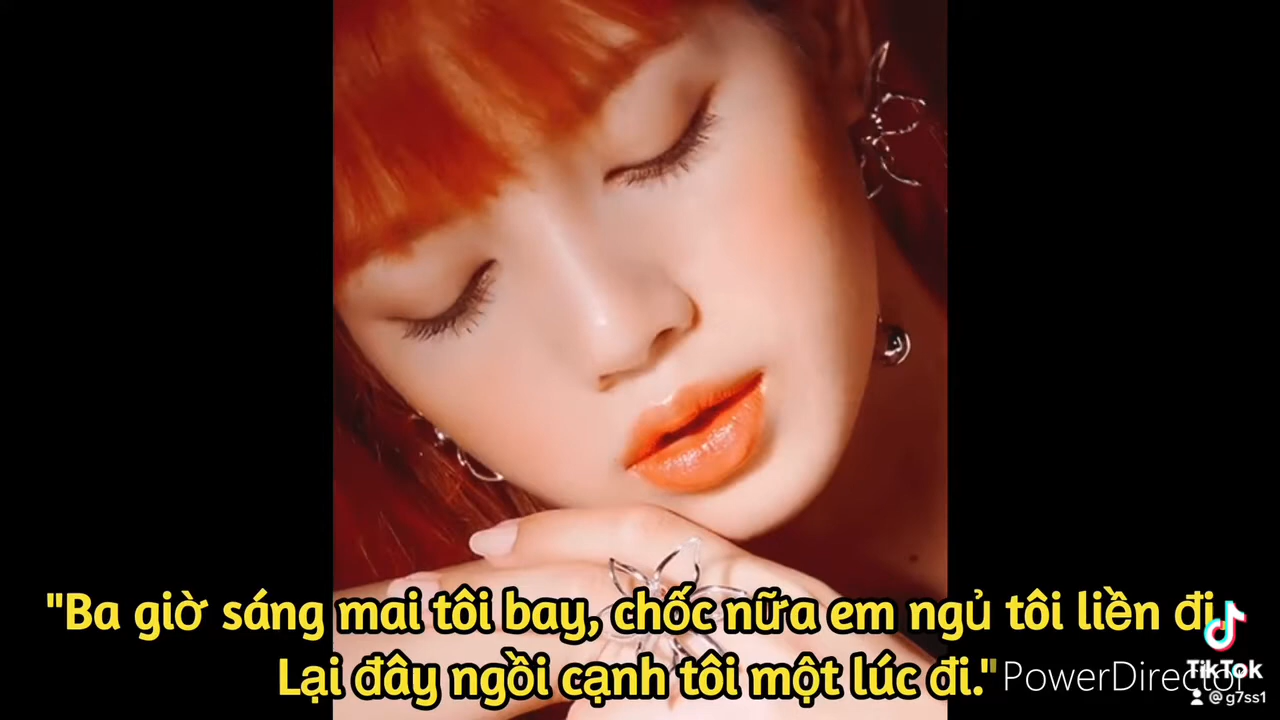 "Ba giờ sáng mai tôi bay, chốc nữa em ngủ tôi liền đi.
Lại đây ngồi cạnh tôi một lúc đi."
PowerDirector
TikTok
@g7ss1